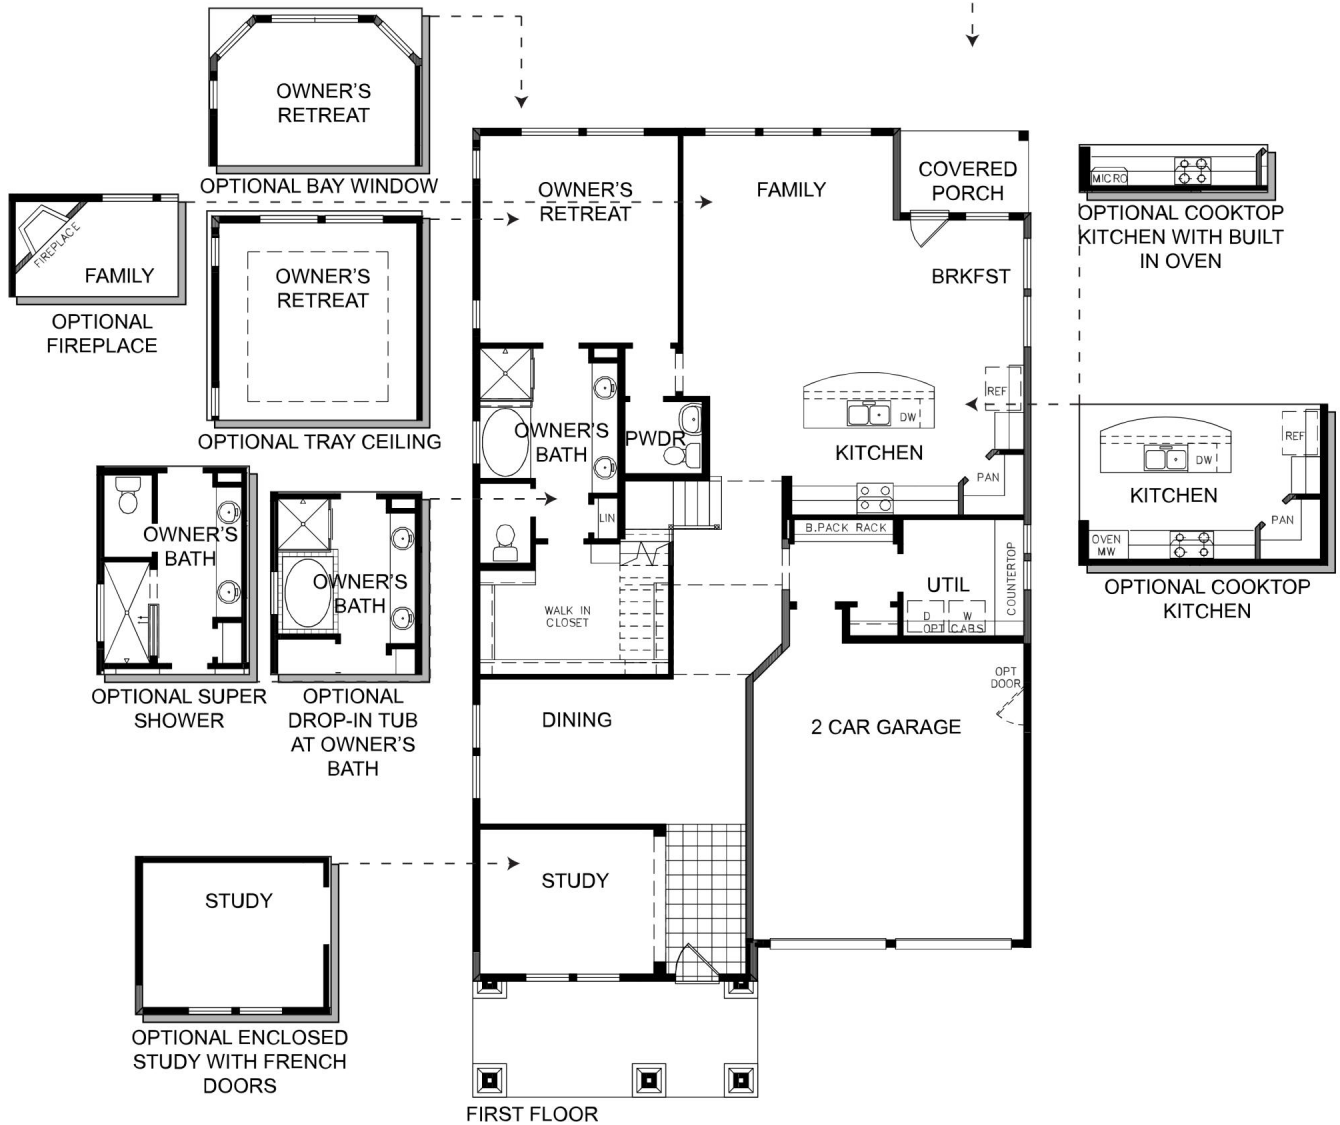 OWNER'S
RETREAT
OPTIONAL BAY WINDOW
FIREPLACE
FAMILY
OPTIONAL
FIREPLACE
OWNER'S
RETREAT
OPTIONAL TRAY CEILING
OWNER'S
BATH
OPTIONAL SUPER
SHOWER
OWNER'S
BATH
OPTIONAL
DROP-IN TUB
AT OWNER'S
BATH
STUDY
OPTIONAL ENCLOSED
STUDY WITH FRENCH
DOORS
OWNER'S
RETREAT
FAMILY
COVERED
PORCH
BRKFST
REF
DW
KITCHEN
PAN
OWNER'S
BATH
PWDR
LIN
B.PACK RACK
UTIL
COUNTERTOP
D W
OPT CABS
WALK IN
CLOSET
OPT
DOOR
DINING
2 CAR GARAGE
STUDY
FIRST FLOOR
MICRO
OPTIONAL COOKTOP
KITCHEN WITH BUILT
IN OVEN
REF
DW
KITCHEN
PAN
OVEN
MW
OPTIONAL COOKTOP
KITCHEN